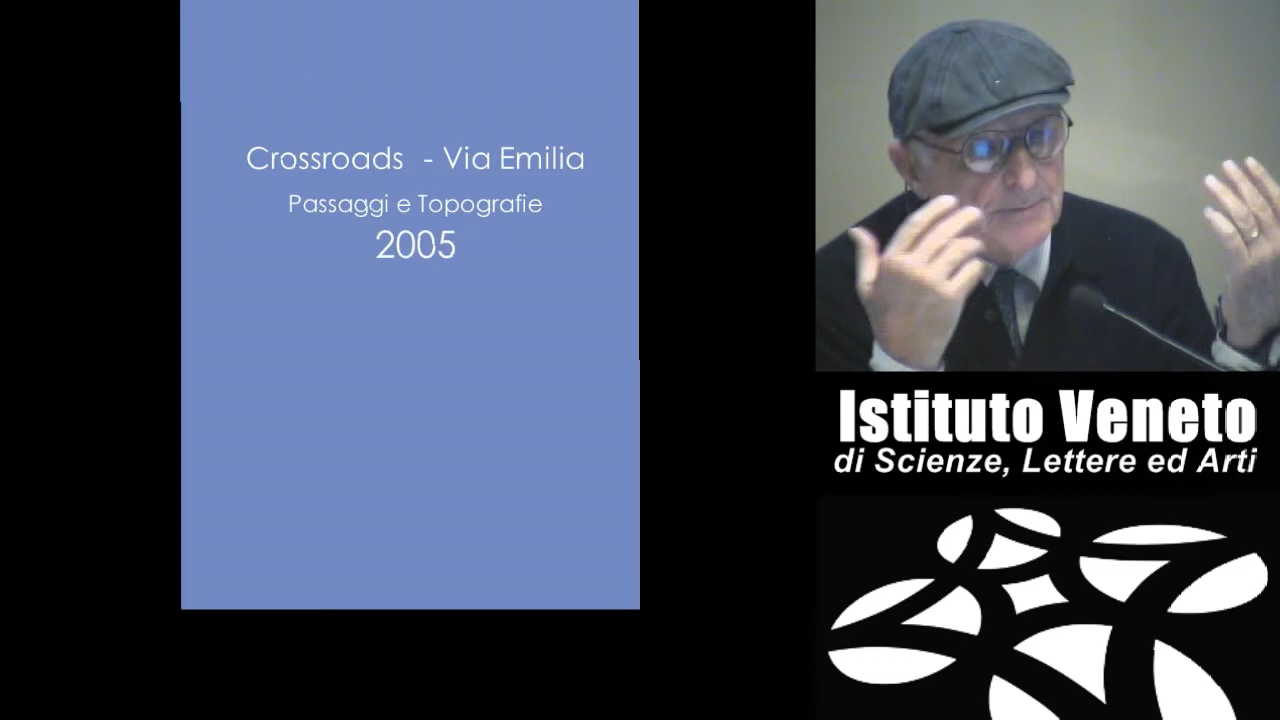 Crossroads - Via Emilia
Passaggi e Topografie
2005
Istituto Veneto
di Scienze, Lettere ed Arti